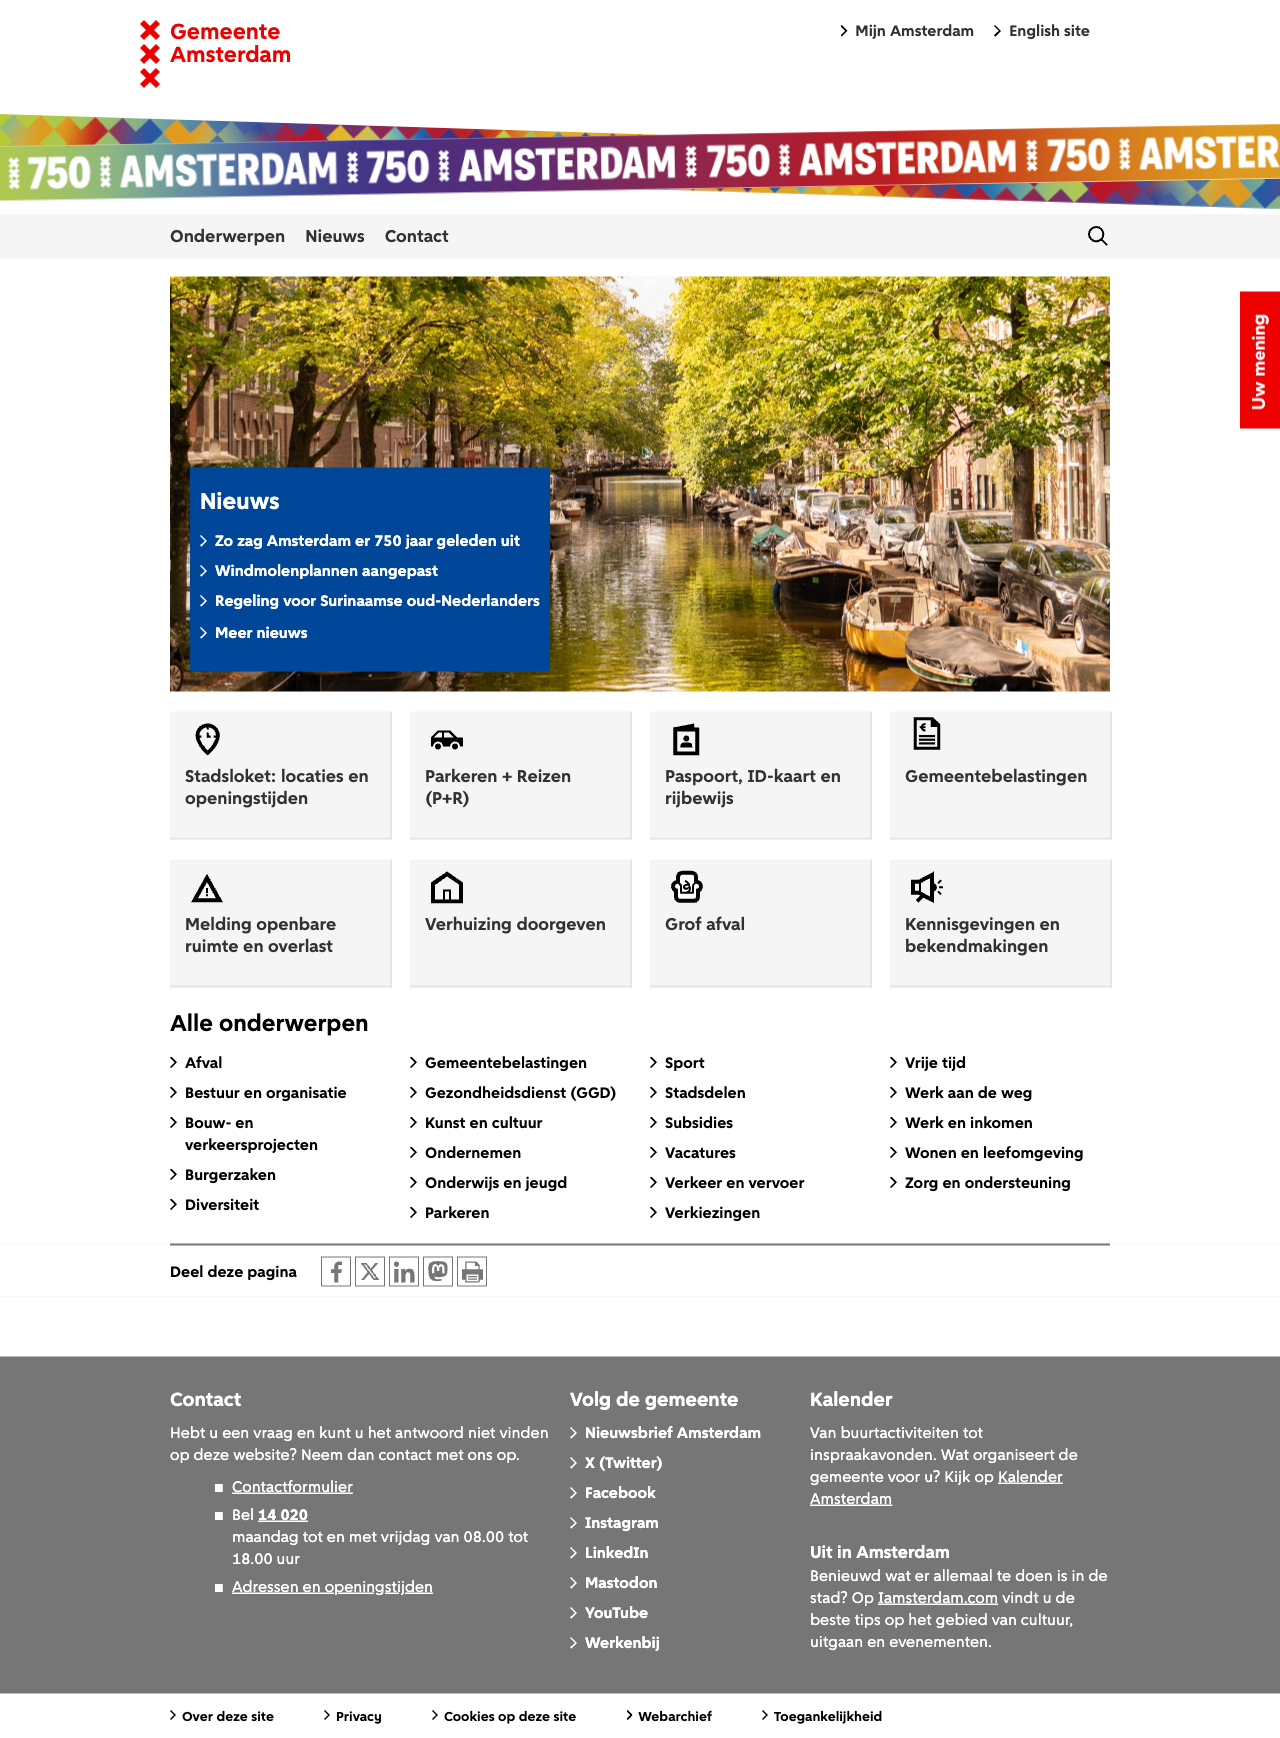 Gemeente
Amsterdam
Mijn Amsterdam
English site
750 AMSTERDAM 750 AMSTERDAM 750 AMSTERDAM 750 AMSTER
Onderwerpen
Nieuws
Contact
Uw mening
Nieuws
Zo zag Amsterdam er 750 jaar geleden uit
Windmolenplannen aangepast
Regeling voor Surinaamse oud-Nederlanders
Meer nieuws
Stadsloket: locaties en
openingstijden
Parkeren + Reizen
(P+R)
Paspoort, ID-kaart en
rijbewijs
Gemeentebelastingen
Melding openbare
ruimte en overlast
Verhuizing doorgeven
Grof afval
Kennisgevingen en
bekendmakingen
Alle onderwerpen
Afval
Bestuur en organisatie
Bouw- en
verkeersprojecten
Burgerzaken
Diversiteit
Gemeentebelastingen
Gezondheidsdienst (GGD)
Kunst en cultuur
Ondernemen
Onderwijs en jeugd
Parkeren
Sport
Stadsdelen
Subsidies
Vacatures
Verkeer en vervoer
Verkiezingen
Vrije tijd
Werk aan de weg
Werk en inkomen
Wonen en leefomgeving
Zorg en ondersteuning
Deel deze pagina
Contact
Hebt u een vraag en kunt u het antwoord niet vinden
op deze website? Neem dan contact met ons op.
Contactformulier
Bel 14 020
maandag tot en met vrijdag van 08.00 tot
18.00 uur
Adressen en openingstijden
Volg de gemeente
Nieuwsbrief Amsterdam
X (Twitter)
Facebook
Instagram
LinkedIn
Mastodon
YouTube
Werkenbij
Kalender
Van buurtactiviteiten tot
inspraakavonden. Wat organiseert de
gemeente voor u? Kijk op Kalender
Amsterdam
Uit in Amsterdam
Benieuwd wat er allemaal te doen is in de
stad? Op Iamsterdam.com vindt u de
beste tips op het gebied van cultuur,
uitgaan en evenementen.
Over deze site
Privacy
Cookies op deze site
Webarchief
Toegankelijkheid